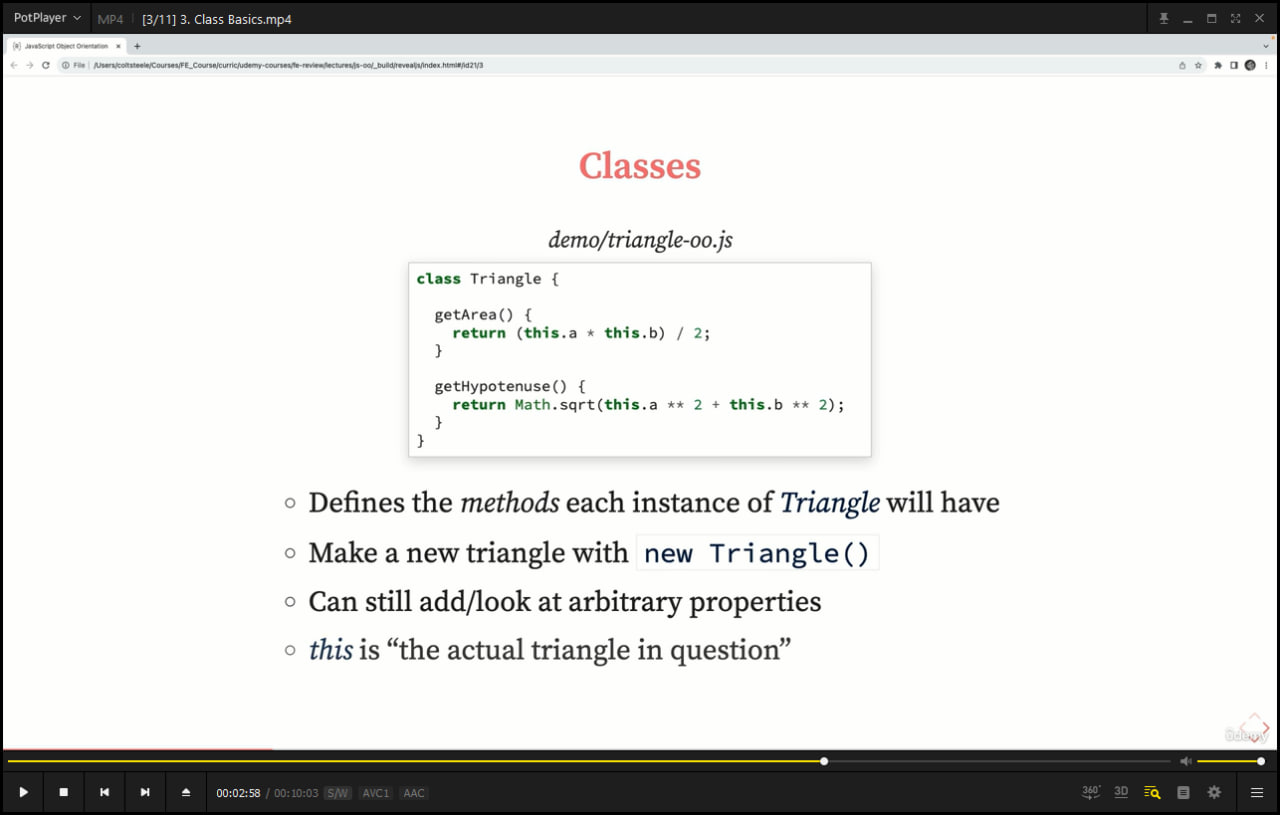 PotPlayer MP4 [3/11] 3. Class Basics.mp4
JavaScript Object Orientation
File /Users/coltsteele/Courses/FE_Course/curric/udemy-courses/fe-review/lectures/js-oo/_build/revealjs/index.html#/id21/3
Classes
demo/triangle-oo.js
class Triangle {
getArea() {
return (this.a * this.b) / 2;
}
getHypotenuse() {
return Math.sqrt(this.a ** 2 + this.b ** 2);
}
}
Defines the methods each instance of Triangle will have
Make a new triangle with new Triangle()
Can still add/look at arbitrary properties
this is “the actual triangle in question”
ûdemy
00:02:58 / 00:10:03 S/W AVC1 AAC 360° 3D